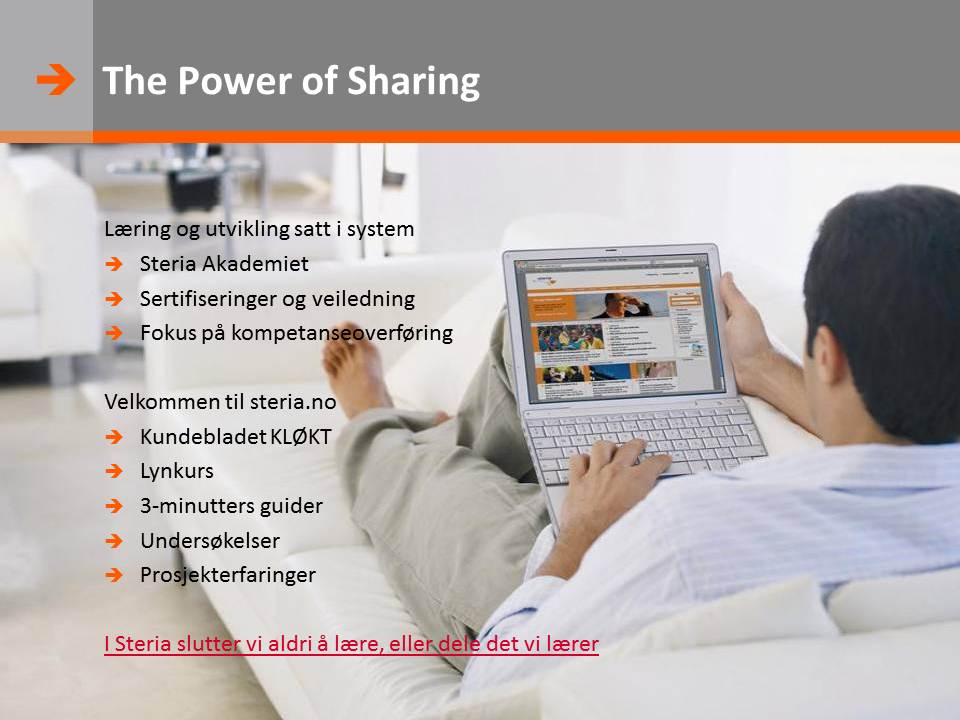 The Power of Sharing
Læring og utvikling satt i system
Steria Akademiet
Sertifiseringer og veiledning
Fokus på kompetanseoverføring
Velkommen til steria.no
Kundebladet KLØKT
Lynkurs
3-minutters guider
Undersøkelser
Prosjekterfaringer
I Steria slutter vi aldri å lære, eller dele det vi lærer